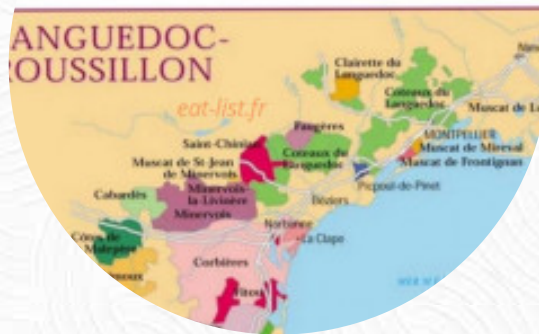 ANGUEDOC-
OUSSILLON
eat-list.fr
Clairette du
Languedoc
Coteaux du
Languedoc
Muscat de Lu
Faugères
MONTPELLIER
Muscat de Mireval
Muscat de Frontignan
Saint-Chinian
Coteaux du
Languedoc
Muscat de St-Jean
de Minervois
Picpoul-de-Pinet
Cabardès
Minervois-
la-Livinière
Minervois
Béziers
Narbonne
La Clape
Côtes de
Malepère
Corbières
Fitou